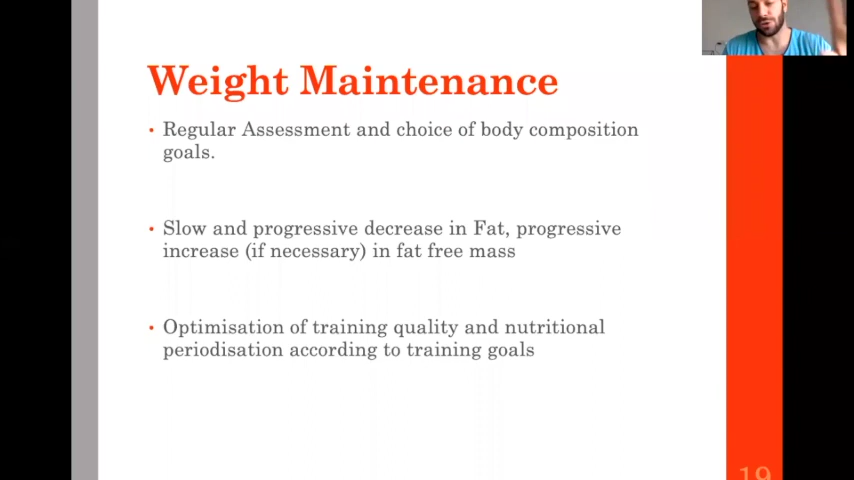 Weight Maintenance
• Regular Assessment and choice of body composition
goals.
• Slow and progressive decrease in Fat, progressive
increase (if necessary) in fat free mass
• Optimisation of training quality and nutritional
periodisation according to training goals
19